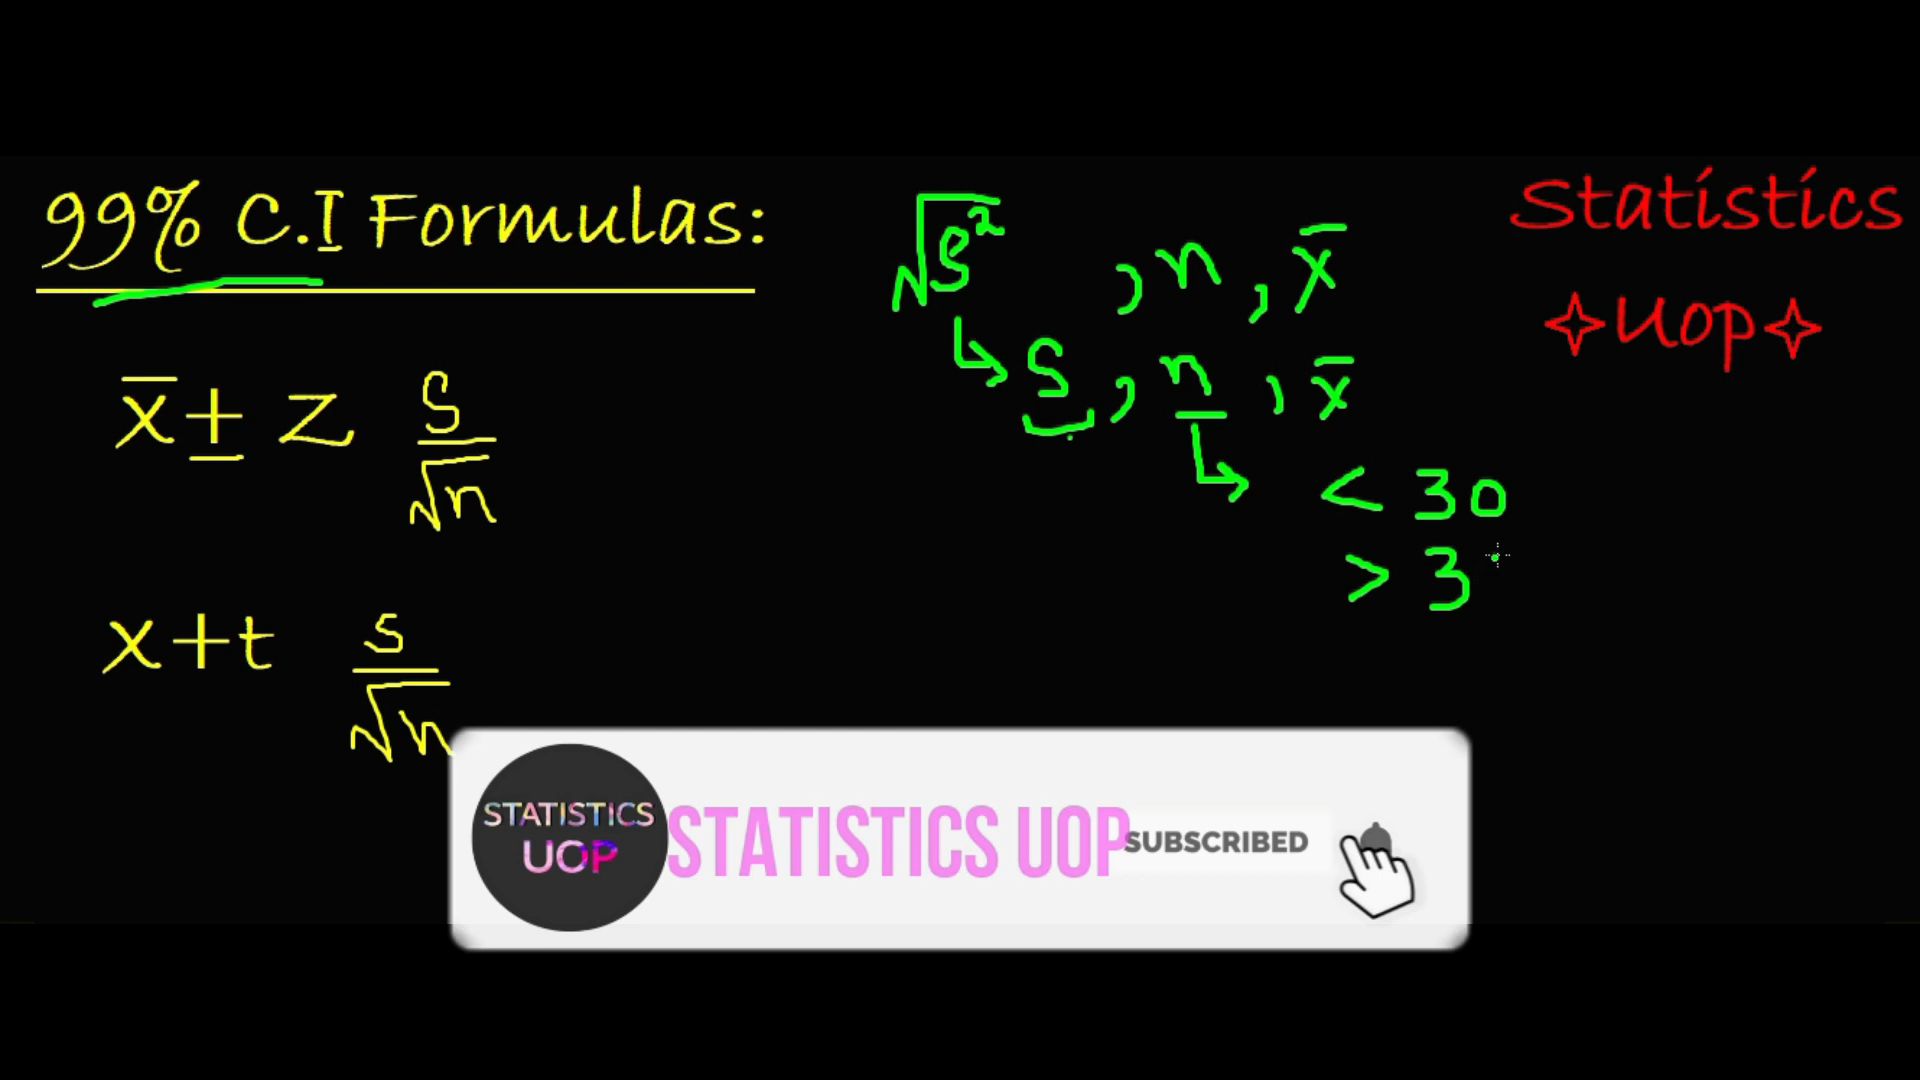 99% C.I Formulas:
x̄ ± z s/√n
x+t s/√n
√s² , n , x̄
↳ s , n , x̄
↳ < 30
> 3
Statistics
✧Uop✧
STATISTICS
UOP
STATISTICS UOP
SUBSCRIBED